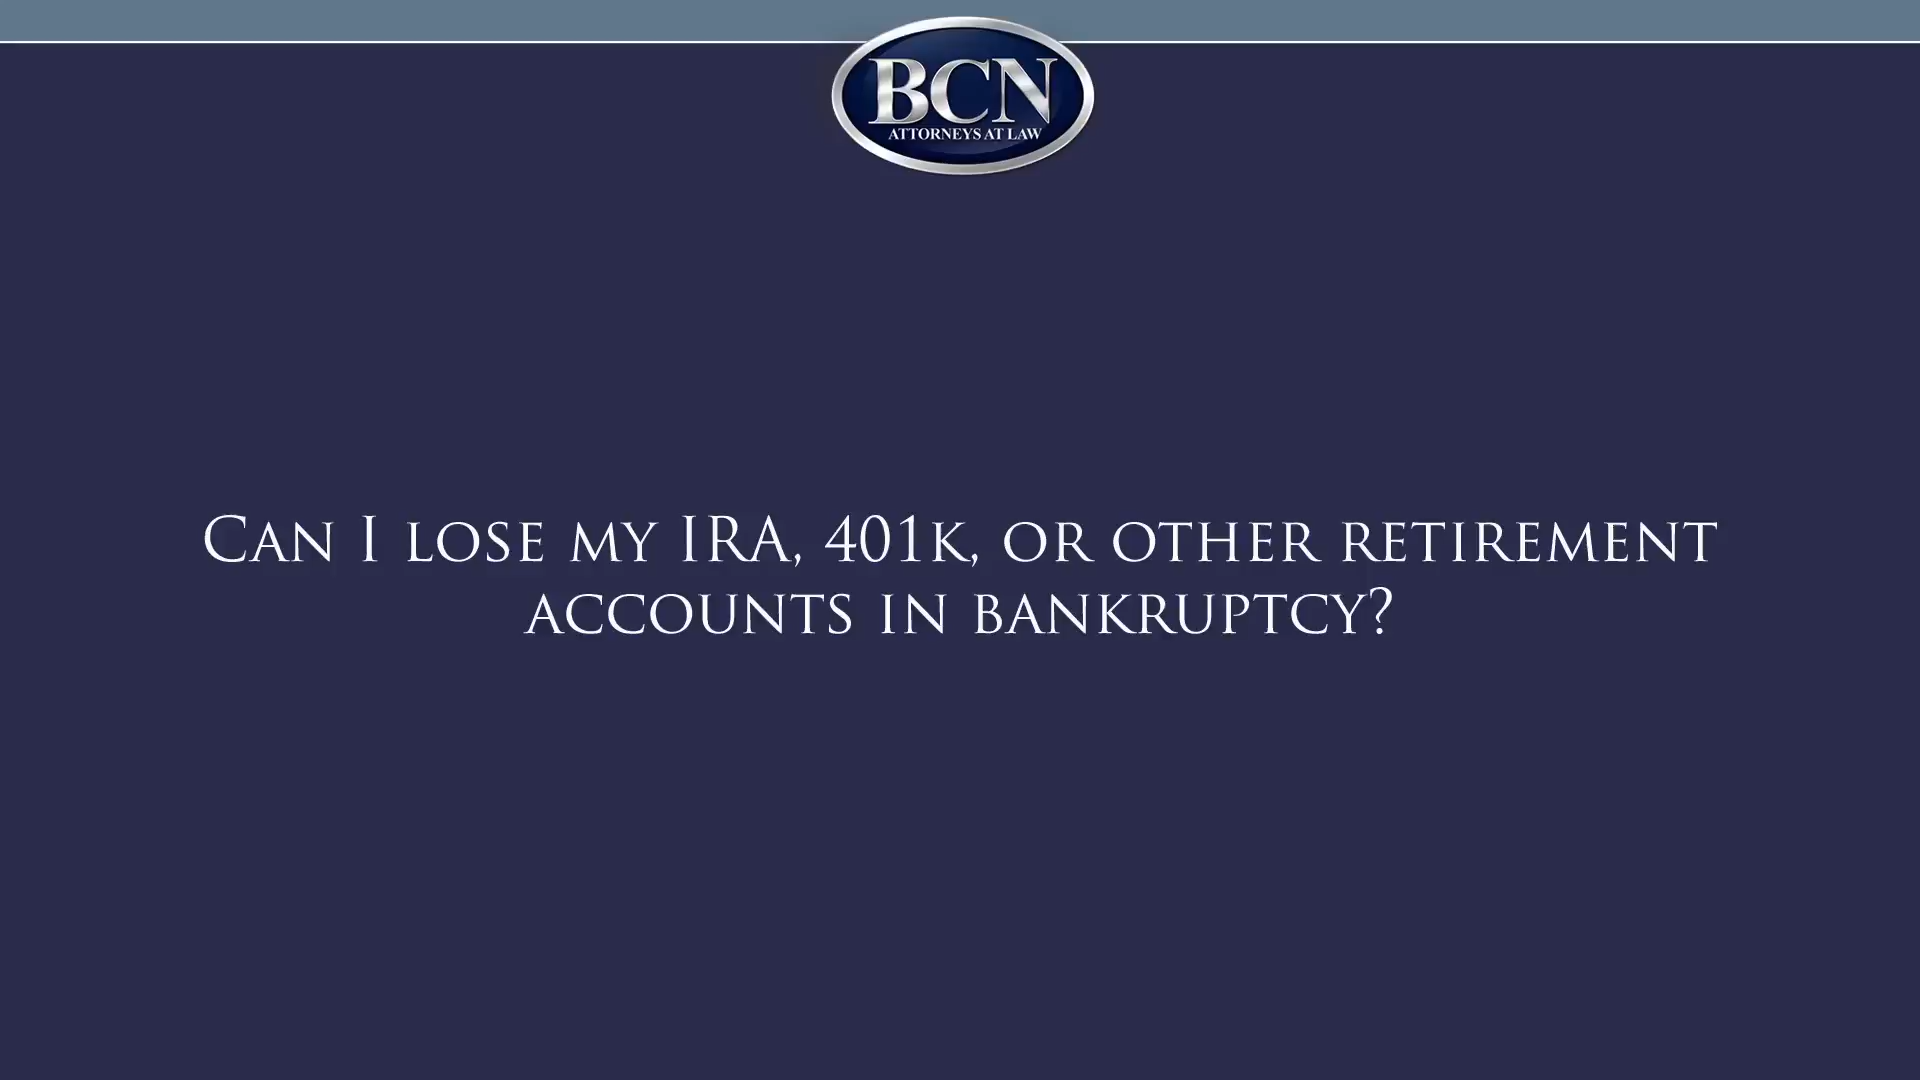 BCN
ATTORNEYS AT LAW
Can I lose my IRA, 401k, or other retirement
accounts in bankruptcy?